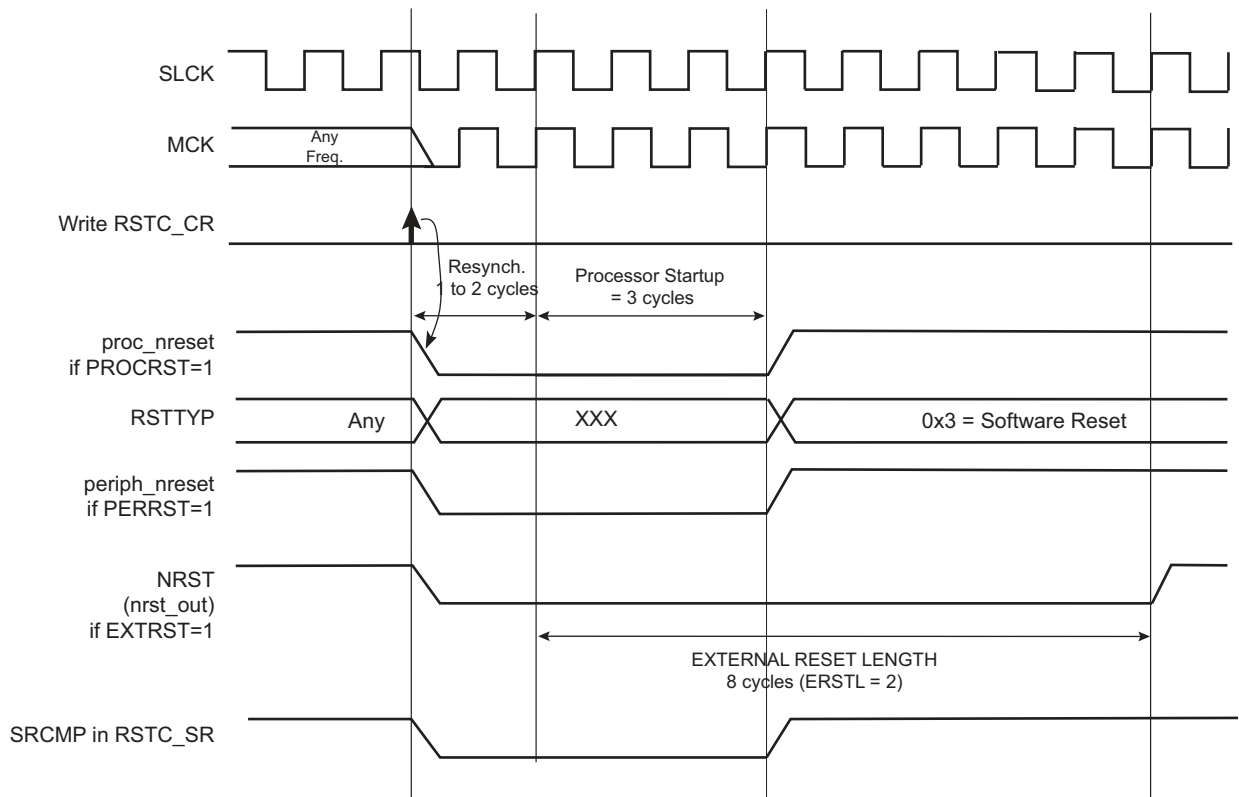 SLCK
MCK
Any
Freq.
Write RSTC_CR
Resynch.
1 to 2 cycles
Processor Startup
= 3 cycles
proc_nreset
if PROCRST=1
RSTTYP
Any
XXX
0x3 = Software Reset
periph_nreset
if PERRST=1
NRST
(nrst_out)
if EXTRST=1
EXTERNAL RESET LENGTH
8 cycles (ERSTL = 2)
SRCMP in RSTC_SR